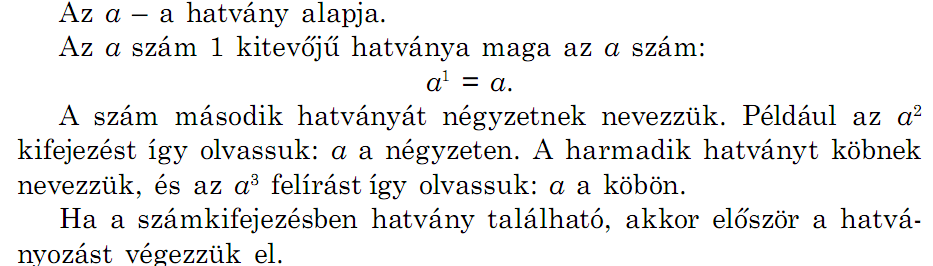 Az a – a hatvány alapja.
Az a szám 1 kitevőjű hatványa maga az a szám:
a¹ = a.
A szám második hatványát négyzetnek nevezzük. Például az a²
kifejezést így olvassuk: a a négyzeten. A harmadik hatványt köbnek
nevezzük, és az a³ felírást így olvassuk: a a köbön.
Ha a számkifejezésben hatvány található, akkor először a hatvá-
nyozást végezzük el.